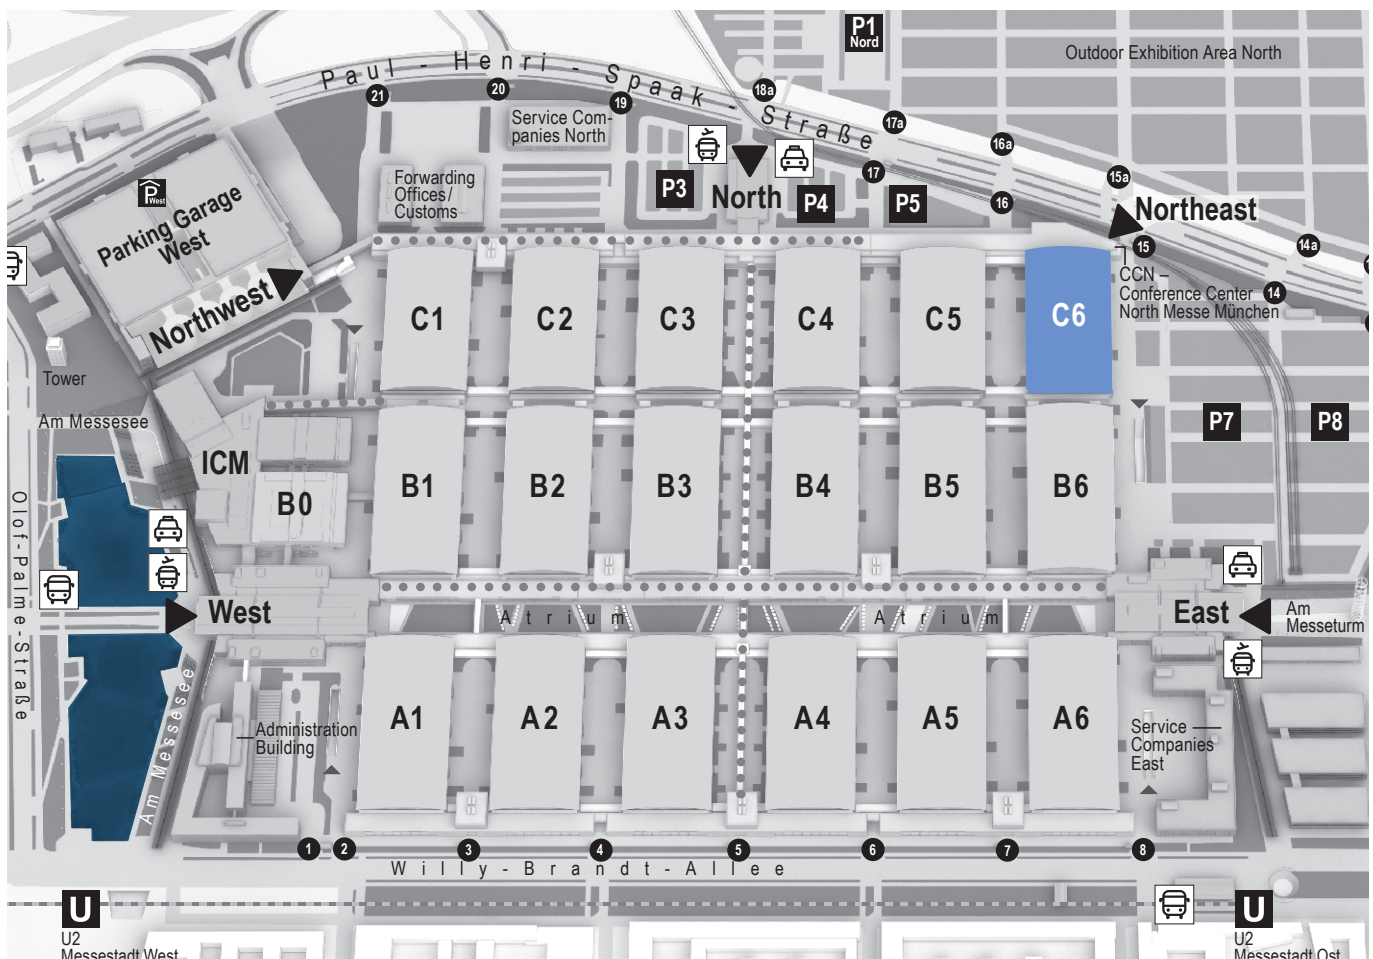 P1
Nord
Outdoor Exhibition Area North
Paul-Henri-Spaak-Straße
21
20
19
18a
17a
16a
15a
14a
17
16
15
14
Service Com-
panies North
Forwarding
Offices/
Customs
P3
North
P4
P5
Northeast
P
West
Parking Garage
West
Northwest
CCN –
Conference Center
North Messe München
C1
C2
C3
C4
C5
C6
Tower
Am Messesee
ICM
B0
B1
B2
B3
B4
B5
B6
P7
P8
Olof-Palme-Straße
West
Atrium
Atrium
East
Am
Messeturm
Am Messesee
Administration
Building
A1
A2
A3
A4
A5
A6
Service
Companies
East
1
2
3
4
5
6
7
8
Willy-Brandt-Allee
U
U2
Messestadt West
U
U2
Messestadt Ost